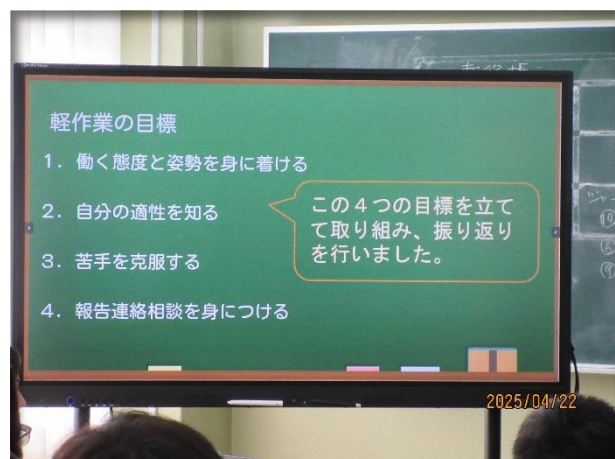 軽作業の目標
1. 働く態度と姿勢を身に着ける
2. 自分の適性を知る
3. 苦手を克服する
4. 報告連絡相談を身につける
この4つの目標を立て
て取り組み、振り返り
を行いました。
2025/04/22